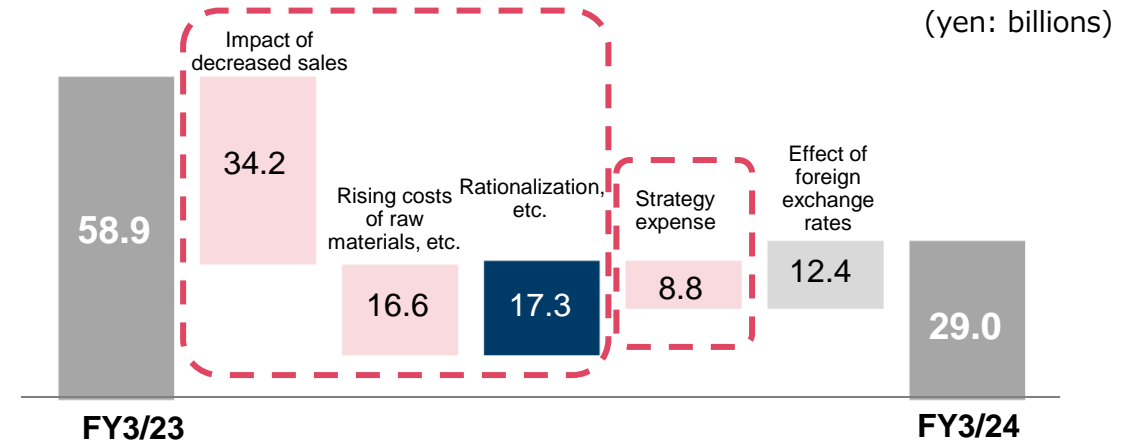 (yen: billions)
Impact of
decreased sales
34.2
58.9
Rising costs
of raw
materials, etc.
16.6
Rationalization,
etc.
17.3
Strategy
expense
8.8
Effect of
foreign
exchange
rates
12.4
29.0
FY3/23
FY3/24